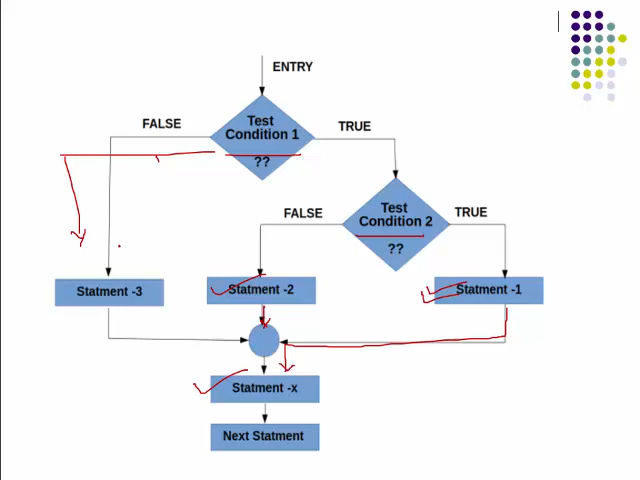 ENTRY
Test
Condition 1
??
FALSE
TRUE
Test
Condition 2
??
FALSE
TRUE
Statment -3
Statment -2
Statment -1
Statment -x
Next Statment